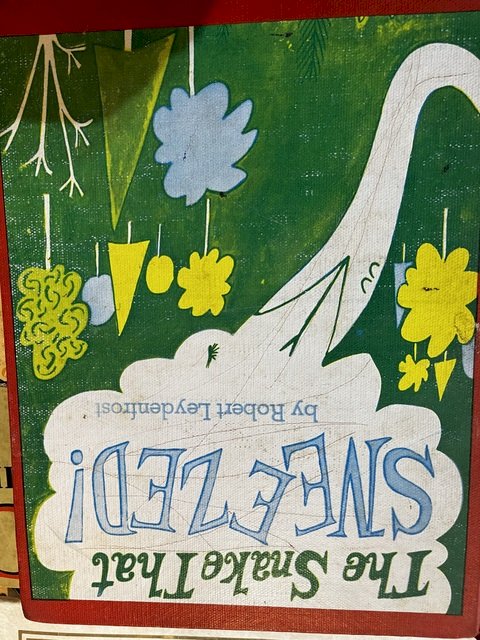 The Snake That
SNEEZED!
by Robert Leydenfrost